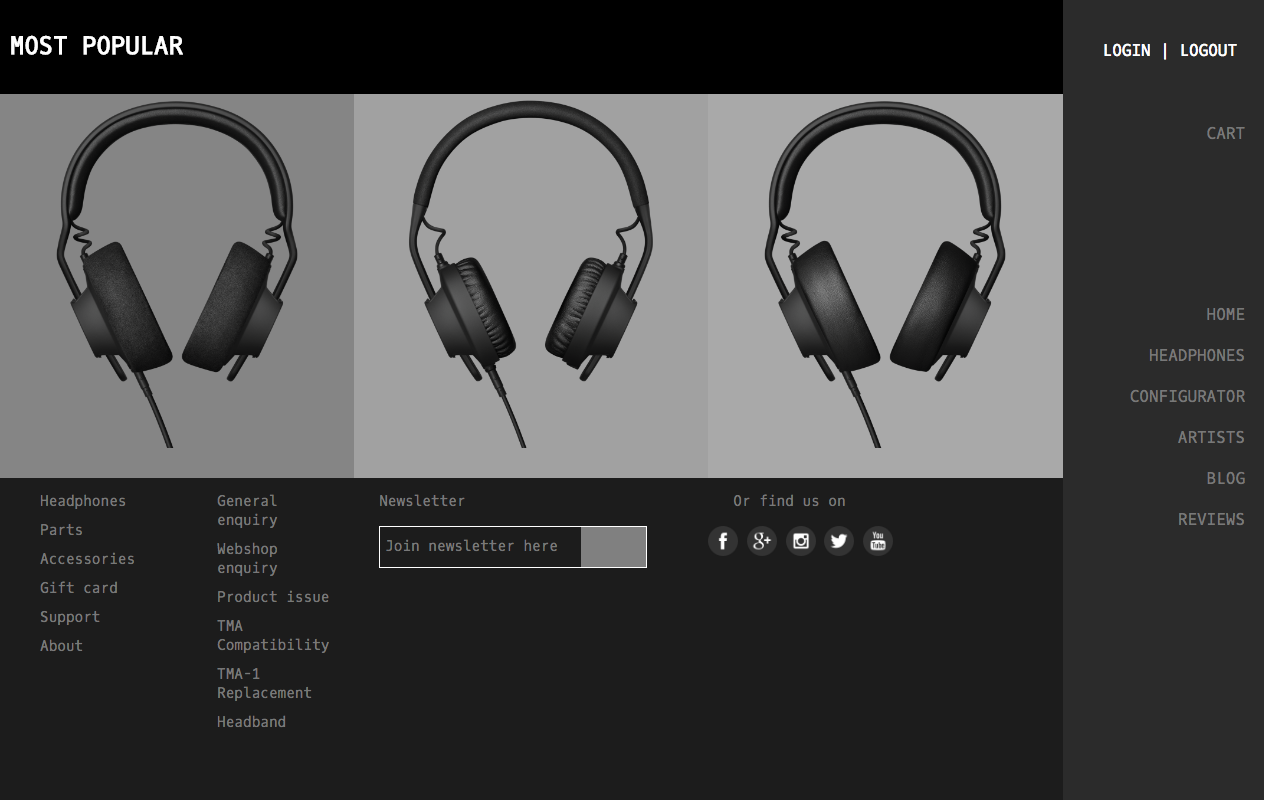 MOST POPULAR
LOGIN | LOGOUT
CART
HOME
HEADPHONES
CONFIGURATOR
ARTISTS
BLOG
REVIEWS
Headphones
Parts
Accessories
Gift card
Support
About
General
enquiry
Webshop
enquiry
Product issue
TMA
Compatibility
TMA-1
Replacement
Headband
Newsletter
Join newsletter here
Or find us on
f
g+
You
Tube